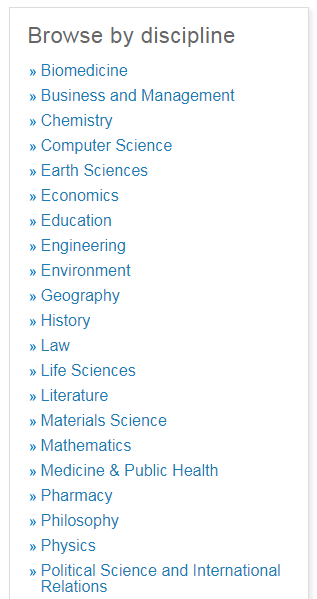 Browse by discipline
» Biomedicine
» Business and Management
» Chemistry
» Computer Science
» Earth Sciences
» Economics
» Education
» Engineering
» Environment
» Geography
» History
» Law
» Life Sciences
» Literature
» Materials Science
» Mathematics
» Medicine & Public Health
» Pharmacy
» Philosophy
» Physics
» Political Science and International
Relations